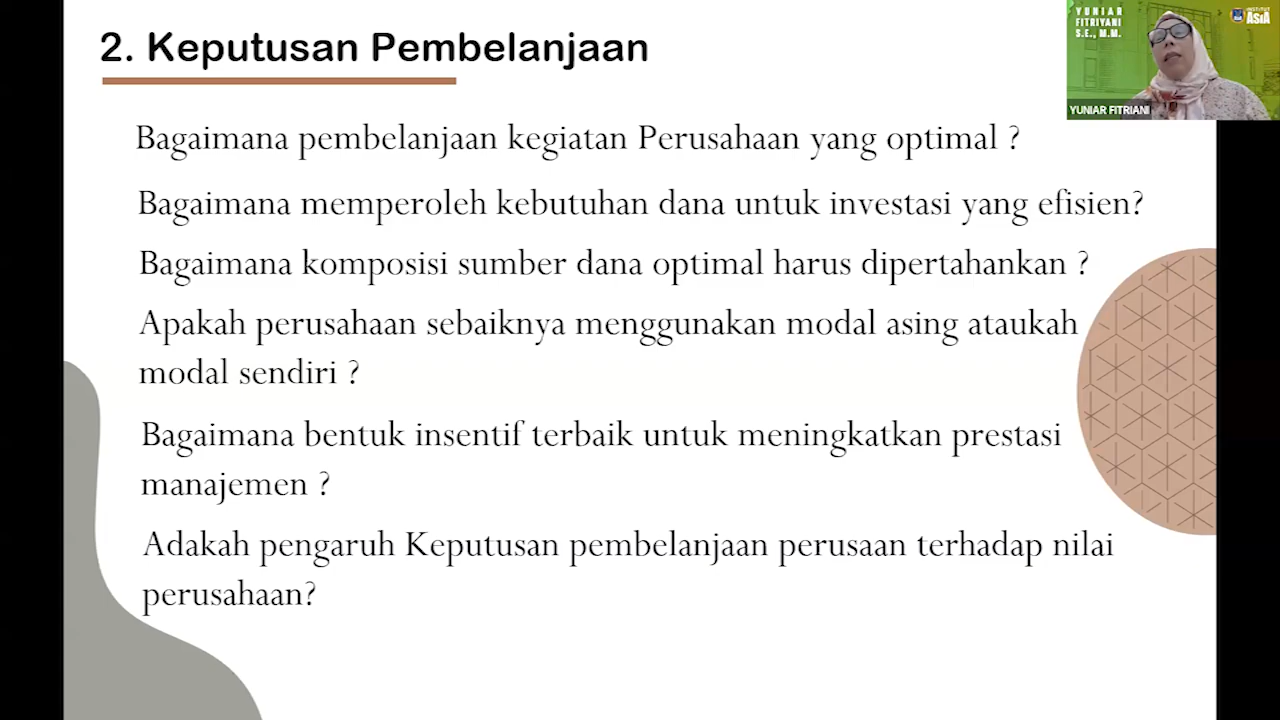 2. Keputusan Pembelanjaan
Bagaimana pembelanjaan kegiatan Perusahaan yang optimal ?
Bagaimana memperoleh kebutuhan dana untuk investasi yang efisien?
Bagaimana komposisi sumber dana optimal harus dipertahankan ?
Apakah perusahaan sebaiknya menggunakan modal asing ataukah
modal sendiri ?
Bagaimana bentuk insentif terbaik untuk meningkatkan prestasi
manajemen ?
Adakah pengaruh Keputusan pembelanjaan perusaan terhadap nilai
perusahaan?
YUNIAR
FITRIYANI
S.E., M.M.
INSTITUT
ASIA
YUNIAR FITRIANI